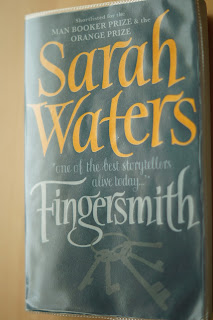 Shortlisted for the
MAN BOOKER PRIZE & the
ORANGE PRIZE
Sarah
Waters
"one of the best storytellers
alive today..."
Fingersmith